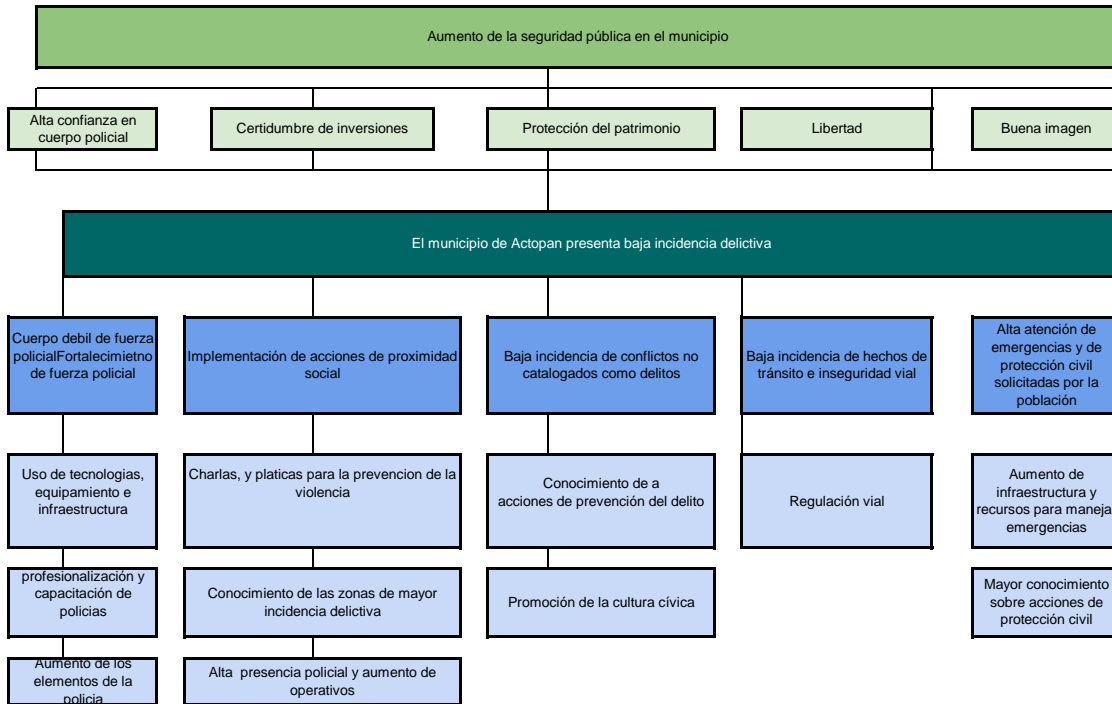 Aumento de la seguridad pública en el municipio
Alta confianza en
cuerpo policial
Certidumbre de inversiones
Protección del patrimonio
Libertad
Buena imagen
El municipio de Actopan presenta baja incidencia delictiva
Cuerpo debil de fuerza
policialFortalecimietno
de fuerza policial
Implementación de acciones de proximidad
social
Baja incidencia de conflictos no
catalogados como delitos
Baja incidencia de hechos de
tránsito e inseguridad vial
Alta atención de
emergencias y de
protección civil
solicitadas por la
población
Uso de tecnologias,
equipamiento e
infraestructura
Charlas, y platicas para la prevencion de la
violencia
Conocimiento de a
acciones de prevención del delito
Regulación vial
Aumento de
infraestructura y
recursos para maneja
emergencias
profesionalización y
capacitación de
policias
Conocimiento de las zonas de mayor
incidencia delictiva
Promoción de la cultura cívica
Mayor conocimiento
sobre acciones de
protección civil
Aumento de los
elementos de la
policia
Alta presencia policial y aumento de
operativos